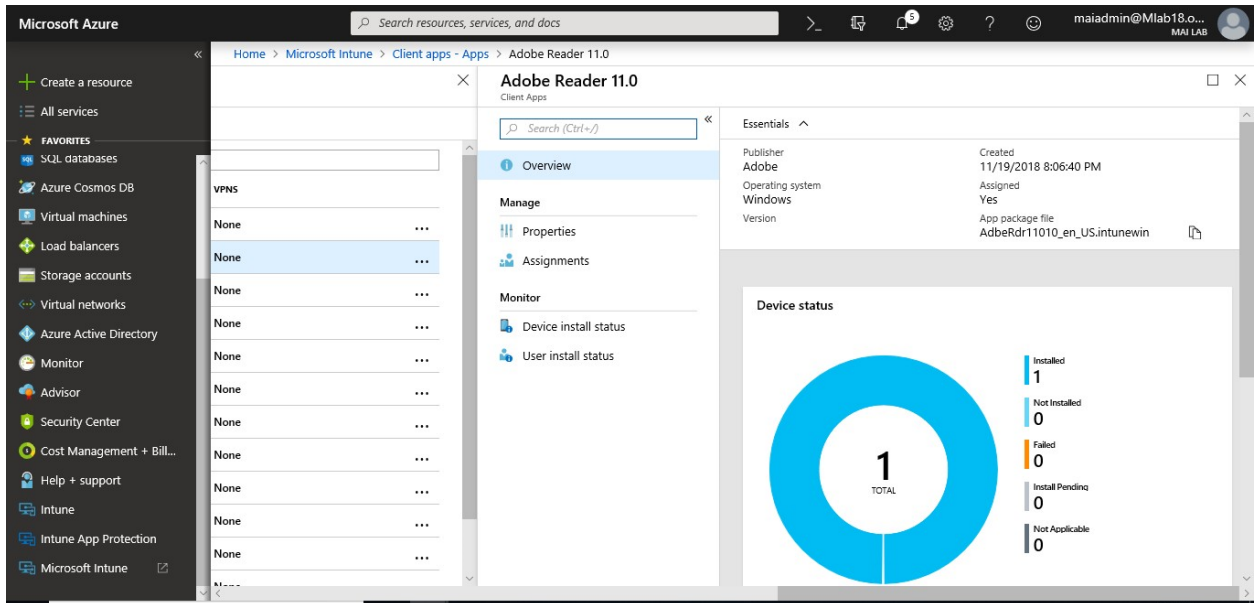 Microsoft Azure
Search resources, services, and docs
5
maiadmin@Mlab18.o...
MAI LAB
Home > Microsoft Intune > Client apps - Apps > Adobe Reader 11.0
Create a resource
All services
FAVORITES
SQL databases
Azure Cosmos DB
Virtual machines
Load balancers
Storage accounts
Virtual networks
Azure Active Directory
Monitor
Advisor
Security Center
Cost Management + Bill...
Help + support
Intune
Intune App Protection
Microsoft Intune
VPNS
None ...
None ...
None ...
None ...
None ...
None ...
None ...
None ...
None ...
None ...
None ...
Adobe Reader 11.0
Client Apps
Search (Ctrl+/)
Overview
Manage
Properties
Assignments
Monitor
Device install status
User install status
Essentials
Publisher
Adobe
Operating system
Windows
Version
Created
11/19/2018 8:06:40 PM
Assigned
Yes
App package file
AdbeRdr11010_en_US.intunewin
Device status
1
TOTAL
Installed
1
Not Installed
0
Failed
0
Install Pending
0
Not Applicable
0